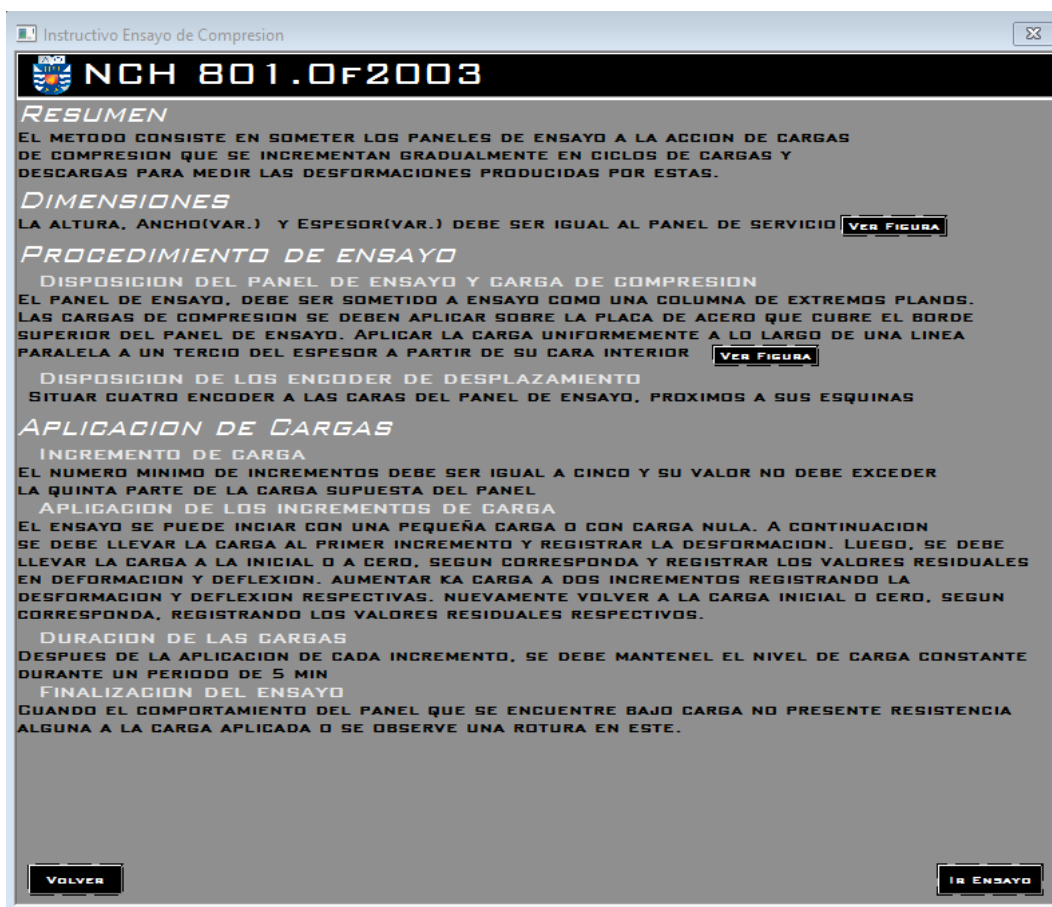 Instructivo Ensayo de Compresion
NCH 801.Of2003
Resumen
El metodo consiste en someter los paneles de ensayo a la accion de cargas
de compresion que se incrementan gradualmente en ciclos de cargas y
descargas para medir las desformaciones producidas por estas.
Dimensiones
La altura, Ancho(var.) y Espesor(var.) debe ser igual al panel de servicio Ver Figura
Procedimiento de ensayo
Disposicion del panel de ensayo y carga de compresion
El panel de ensayo, debe ser sometido a ensayo como una columna de extremos planos.
Las cargas de compresion se deben aplicar sobre la placa de acero que cubre el borde
superior del panel de ensayo. Aplicar la carga uniformemente a lo largo de una linea
paralela a un tercio del espesor a partir de su cara interior Ver Figura
Disposicion de los encoder de desplazamiento
Situar cuatro encoder a las caras del panel de ensayo, proximos a sus esquinas
Aplicacion de Cargas
Incremento de carga
El numero minimo de incrementos debe ser igual a cinco y su valor no debe exceder
la quinta parte de la carga supuesta del panel
Aplicacion de los incrementos de carga
El ensayo se puede inciar con una pequeña carga o con carga nula. A continuacion
se debe llevar la carga al primer incremento y registrar la desformacion. Luego, se debe
llevar la carga a la inicial o a cero, segun corresponda y registrar los valores residuales
en deformacion y deflexion. aumentar ka carga a dos incrementos registrando la
desformacion y deflexion respectivas. nuevamente volver a la carga inicial o cero, segun
corresponda, registrando los valores residuales respectivos.
Duracion de las cargas
Despues de la aplicacion de cada incremento, se debe mantenel el nivel de carga constante
durante un periodo de 5 min
Finalizacion del ensayo
Cuando el comportamiento del panel que se encuentre bajo carga no presente resistencia
alguna a la carga aplicada o se observe una rotura en este.
Volver
Ir Ensayo